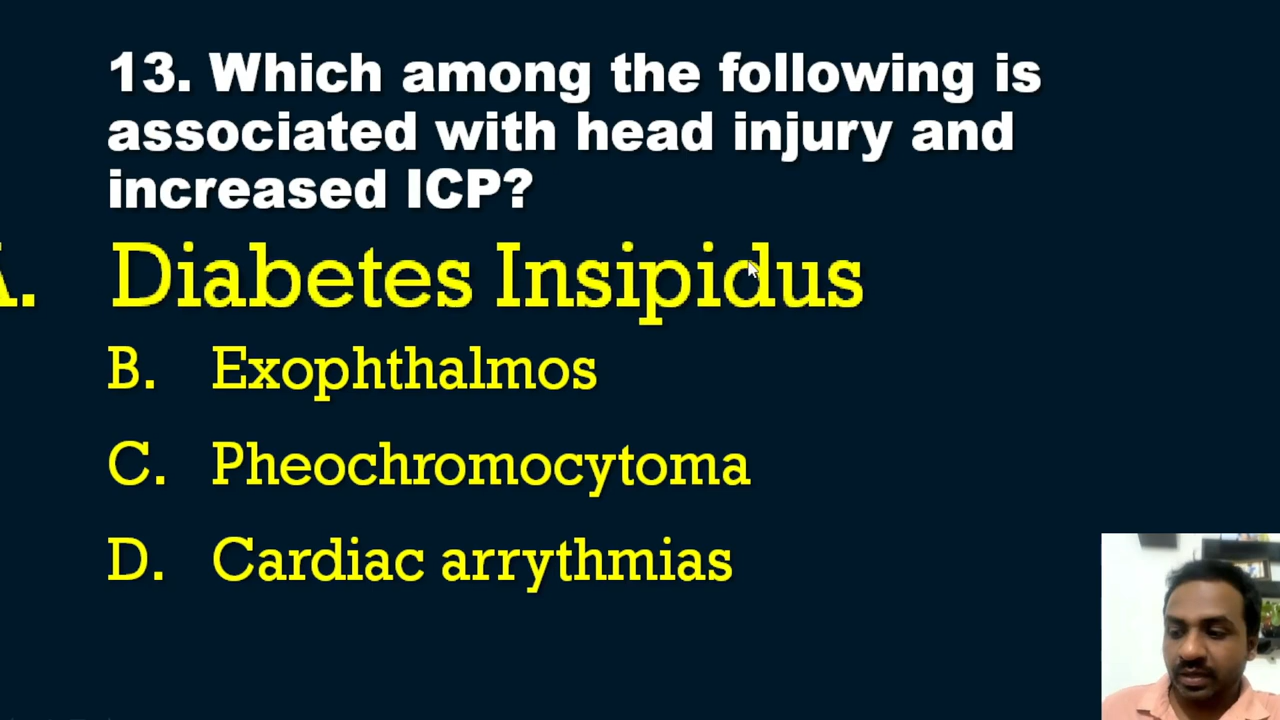 13. Which among the following is
associated with head injury and
increased ICP?
A. Diabetes Insipidus
B. Exophthalmos
C. Pheochromocytoma
D. Cardiac arrythmias